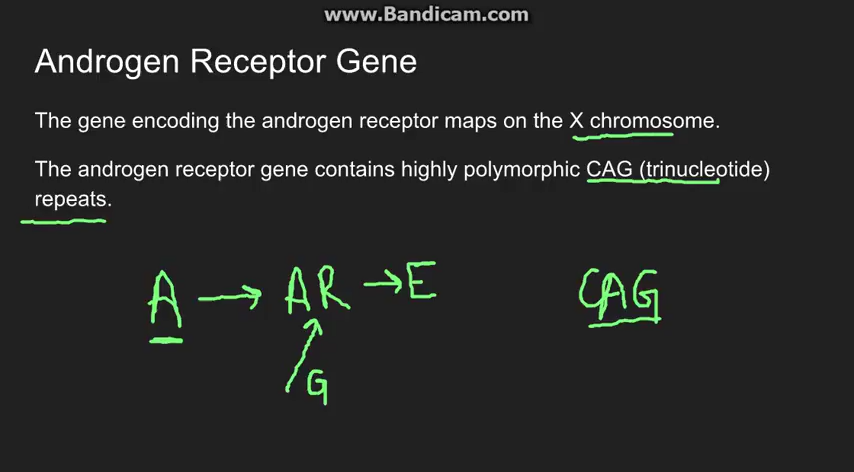 www.Bandicam.com
Androgen Receptor Gene
The gene encoding the androgen receptor maps on the X chromosome.
The androgen receptor gene contains highly polymorphic CAG (trinucleotide)
repeats.
A → AR → E CAG
G